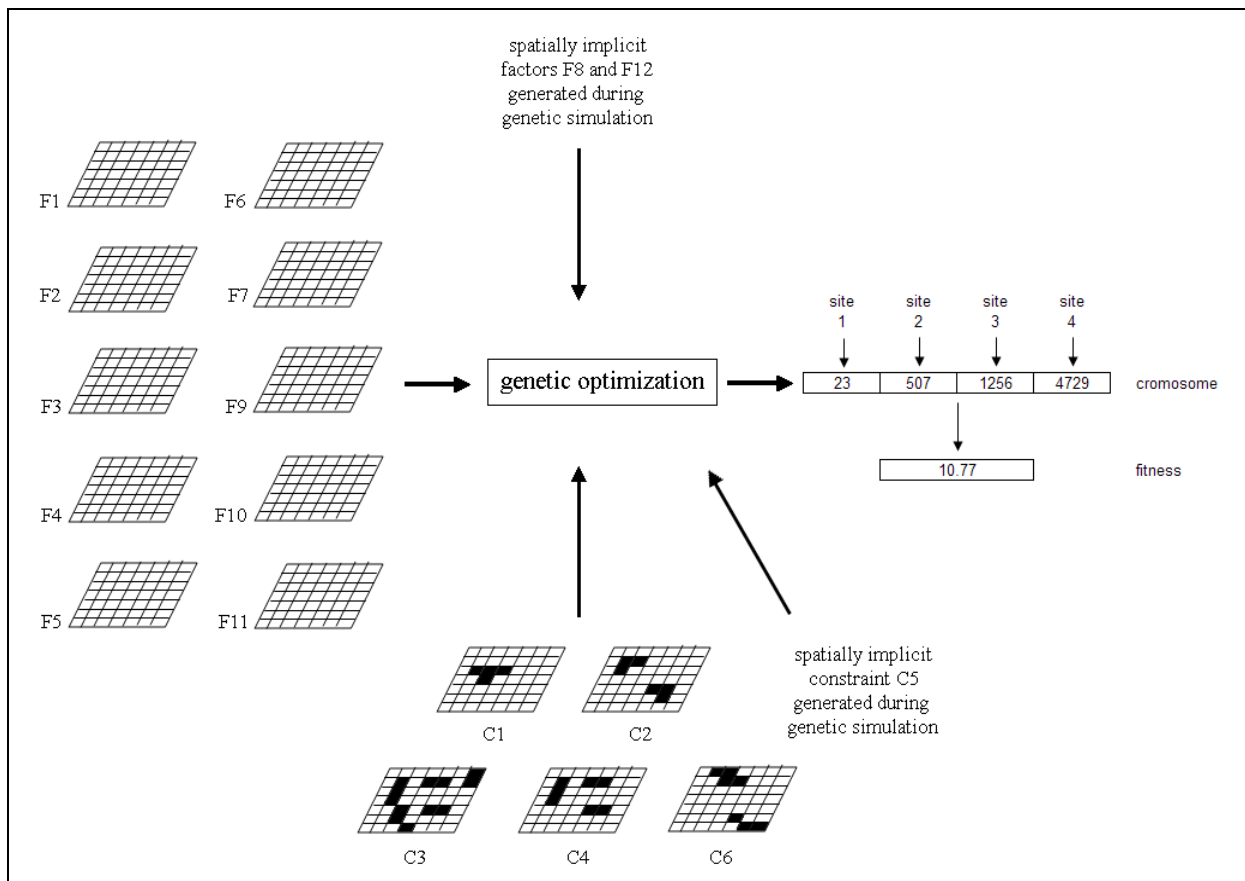 spatially implicit
factors F8 and F12
generated during
genetic simulation
F1
F6
F2
F7
F3
F9
F4
F10
F5
F11
genetic optimization
site
1
site
2
site
3
site
4
23
507
1256
4729
cromosome
10.77
fitness
C1
C2
spatially implicit
constraint C5
generated during
genetic simulation
C3
C4
C6